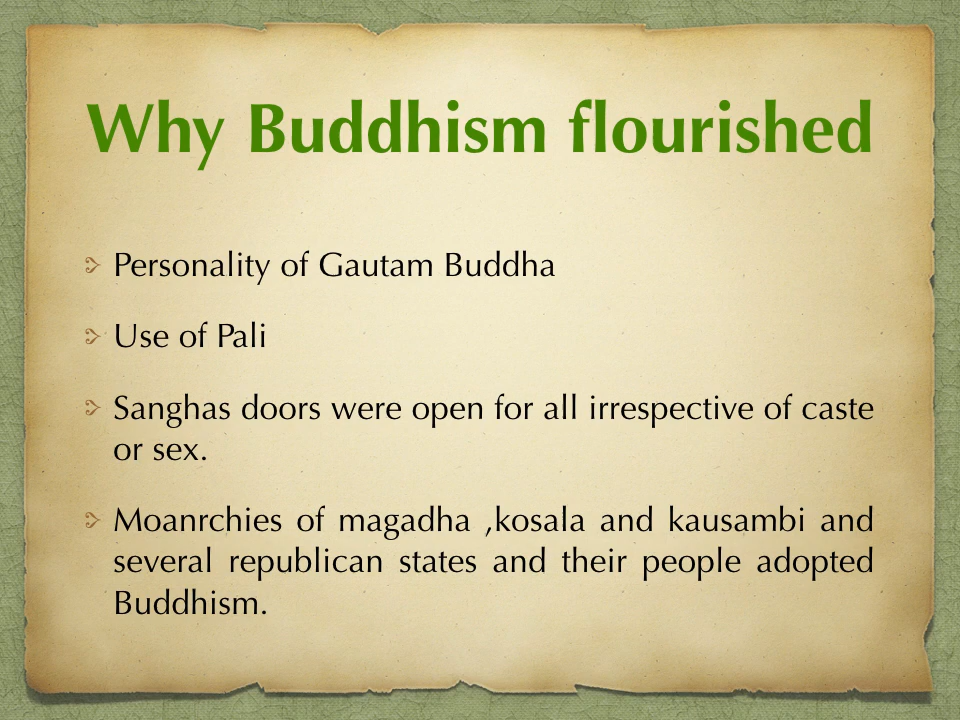 Why Buddhism flourished
Personality of Gautam Buddha
Use of Pali
Sanghas doors were open for all irrespective of caste
or sex.
Moanrchies of magadha ,kosala and kausambi and
several republican states and their people adopted
Buddhism.